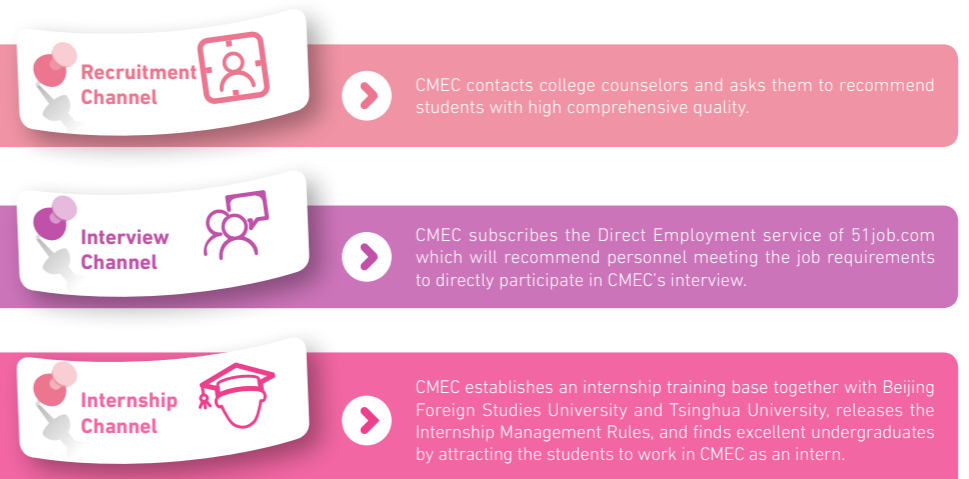 Recruitment
Channel
CMEC contacts college counselors and asks them to recommend
students with high comprehensive quality.
Interview
Channel
CMEC subscribes the Direct Employment service of 51job.com
which will recommend personnel meeting the job requirements
to directly participate in CMEC's interview.
Internship
Channel
CMEC establishes an internship training base together with Beijing
Foreign Studies University and Tsinghua University, releases the
Internship Management Rules, and finds excellent undergraduates
by attracting the students to work in CMEC as an intern.